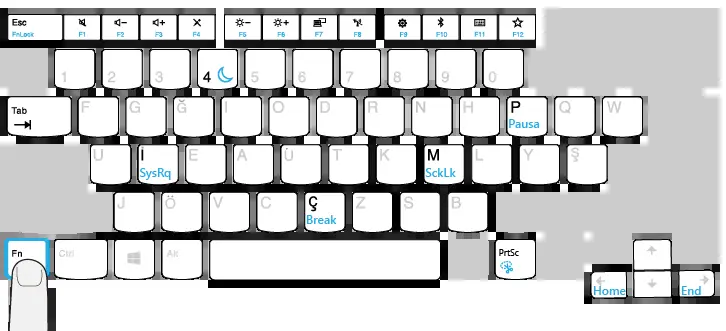 Esc
FnLock F1 F2 F3 F4 F5 F6 F7 F8 F9 F10 F11 F12
1 2 3 4 5 6 7 8 9 0
Tab F G Ğ I O D R N H P Q W
Pausa
U İ E A Ü T K M L Y Ş
SysRq SckLk
J Ö V C Ç Z S B
Break
Fn Ctrl Alt PrtSc
Home End